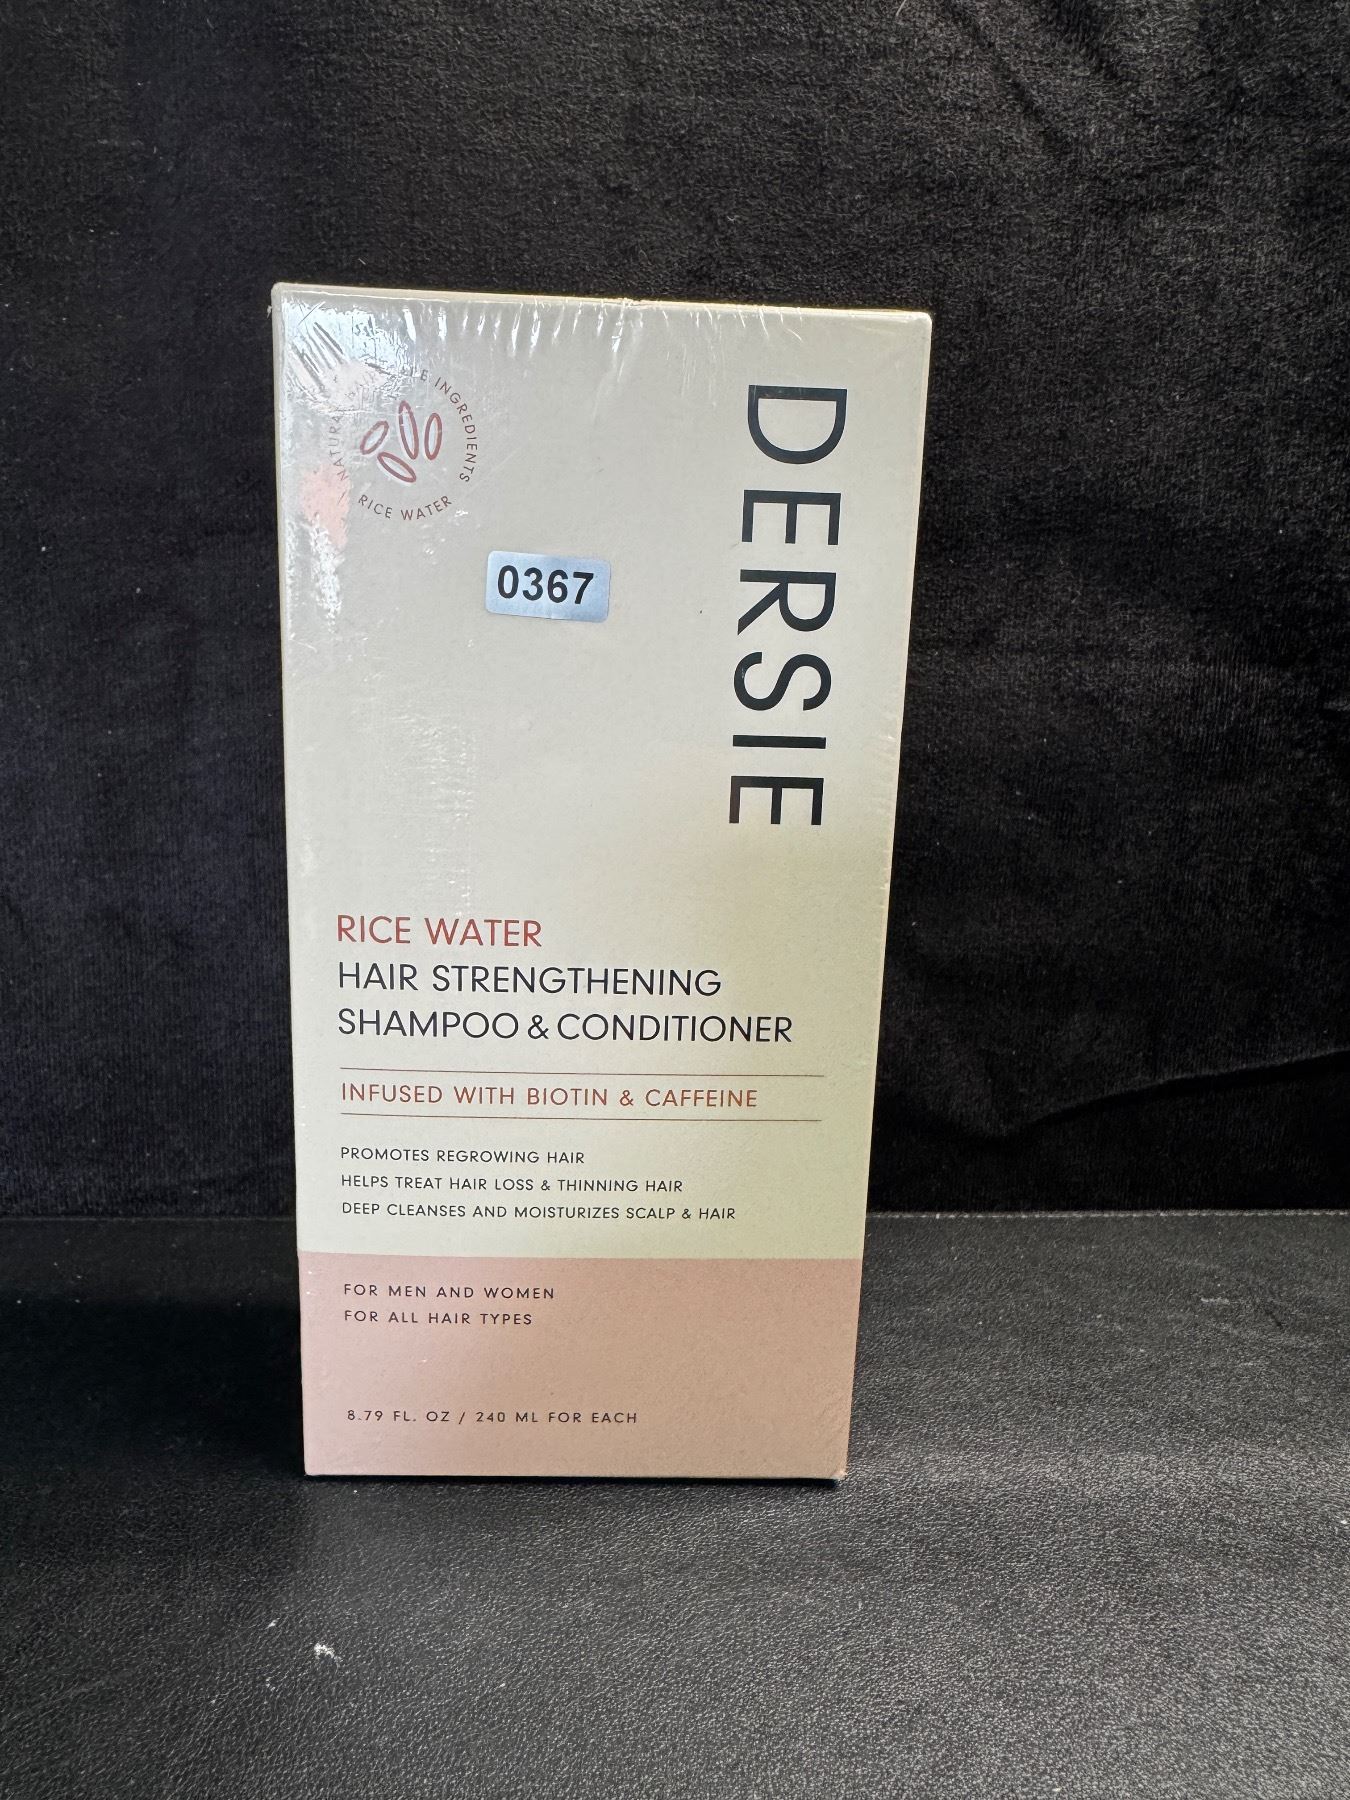 NATURAL
INGREDIENTS
RICE WATER
DERSIE
0367
RICE WATER
HAIR STRENGTHENING
SHAMPOO & CONDITIONER
INFUSED WITH BIOTIN & CAFFEINE
PROMOTES REGROWING HAIR
HELPS TREAT HAIR LOSS & THINNING HAIR
DEEP CLEANSES AND MOISTURIZES SCALP & HAIR
FOR MEN AND WOMEN
FOR ALL HAIR TYPES
8.79 FL. OZ / 240 ML FOR EACH